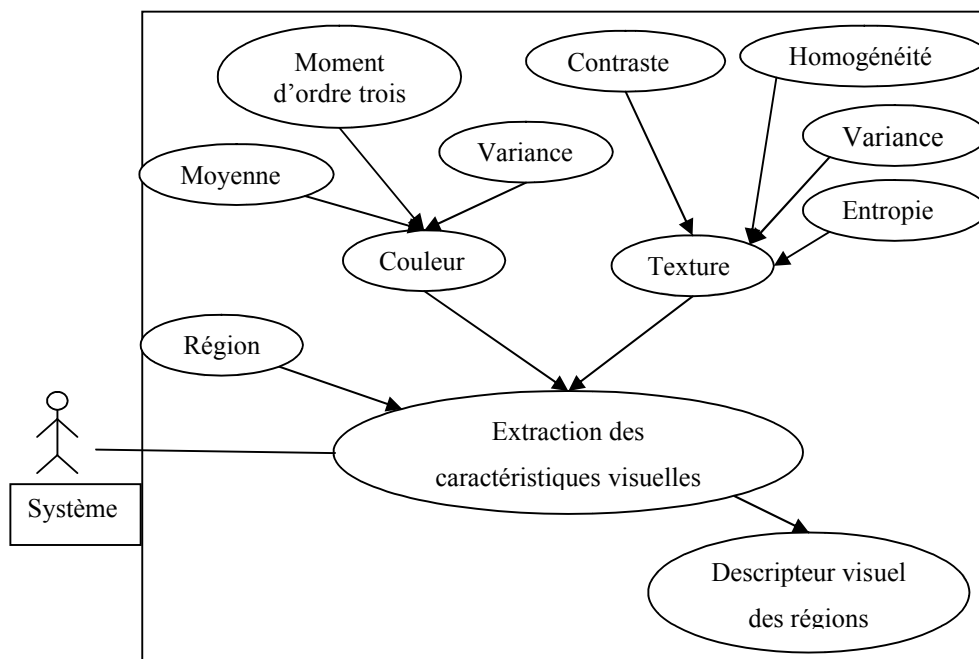 Moment
d'ordre trois
Contraste
Homogénéité
Moyenne
Variance
Variance
Entropie
Couleur
Texture
Région
Extraction des
caractéristiques visuelles
Système
Descripteur visuel
des régions